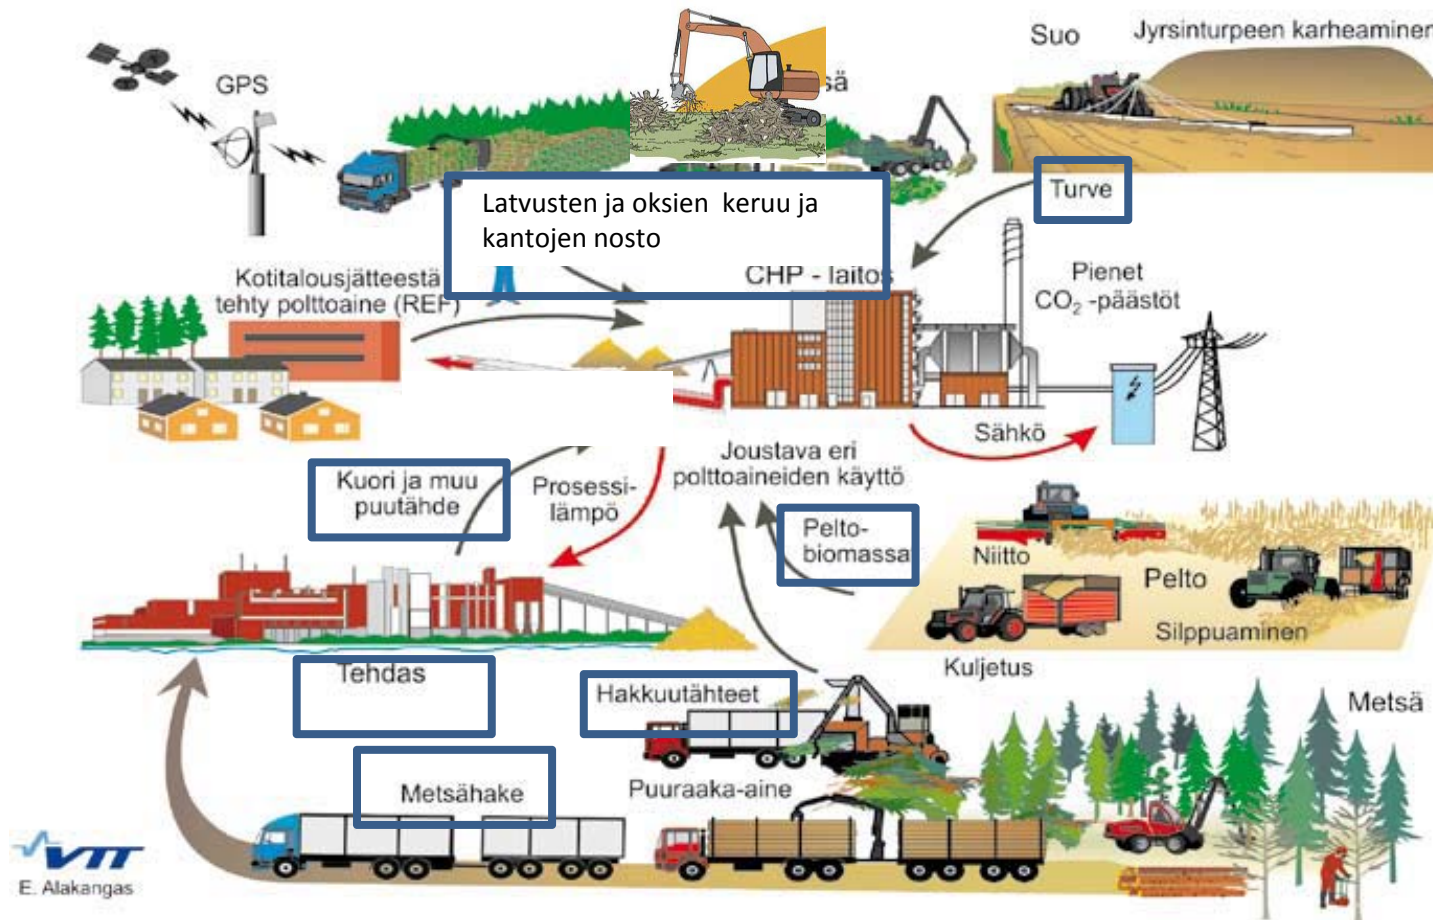 Suo
Jyrsinturpeen karheaminen
GPS
sä
Turve
Latvusten ja oksien keruu ja
kantojen nosto
CHP - laitos
Kotitalousjätteestä
tehty polttoaine (REF)
Pienet
CO₂ -päästöt
Sähkö
Joustava eri
polttoaineiden käyttö
Kuori ja muu
puutähde
Prosessi-
lämpö
Pelto-
biomassa
Niitto
Pelto
Silppuaminen
Kuljetus
Tehdas
Hakkuutähteet
Metsä
Metsähake
Puuraaka-aine
VTT
E. Alakangas